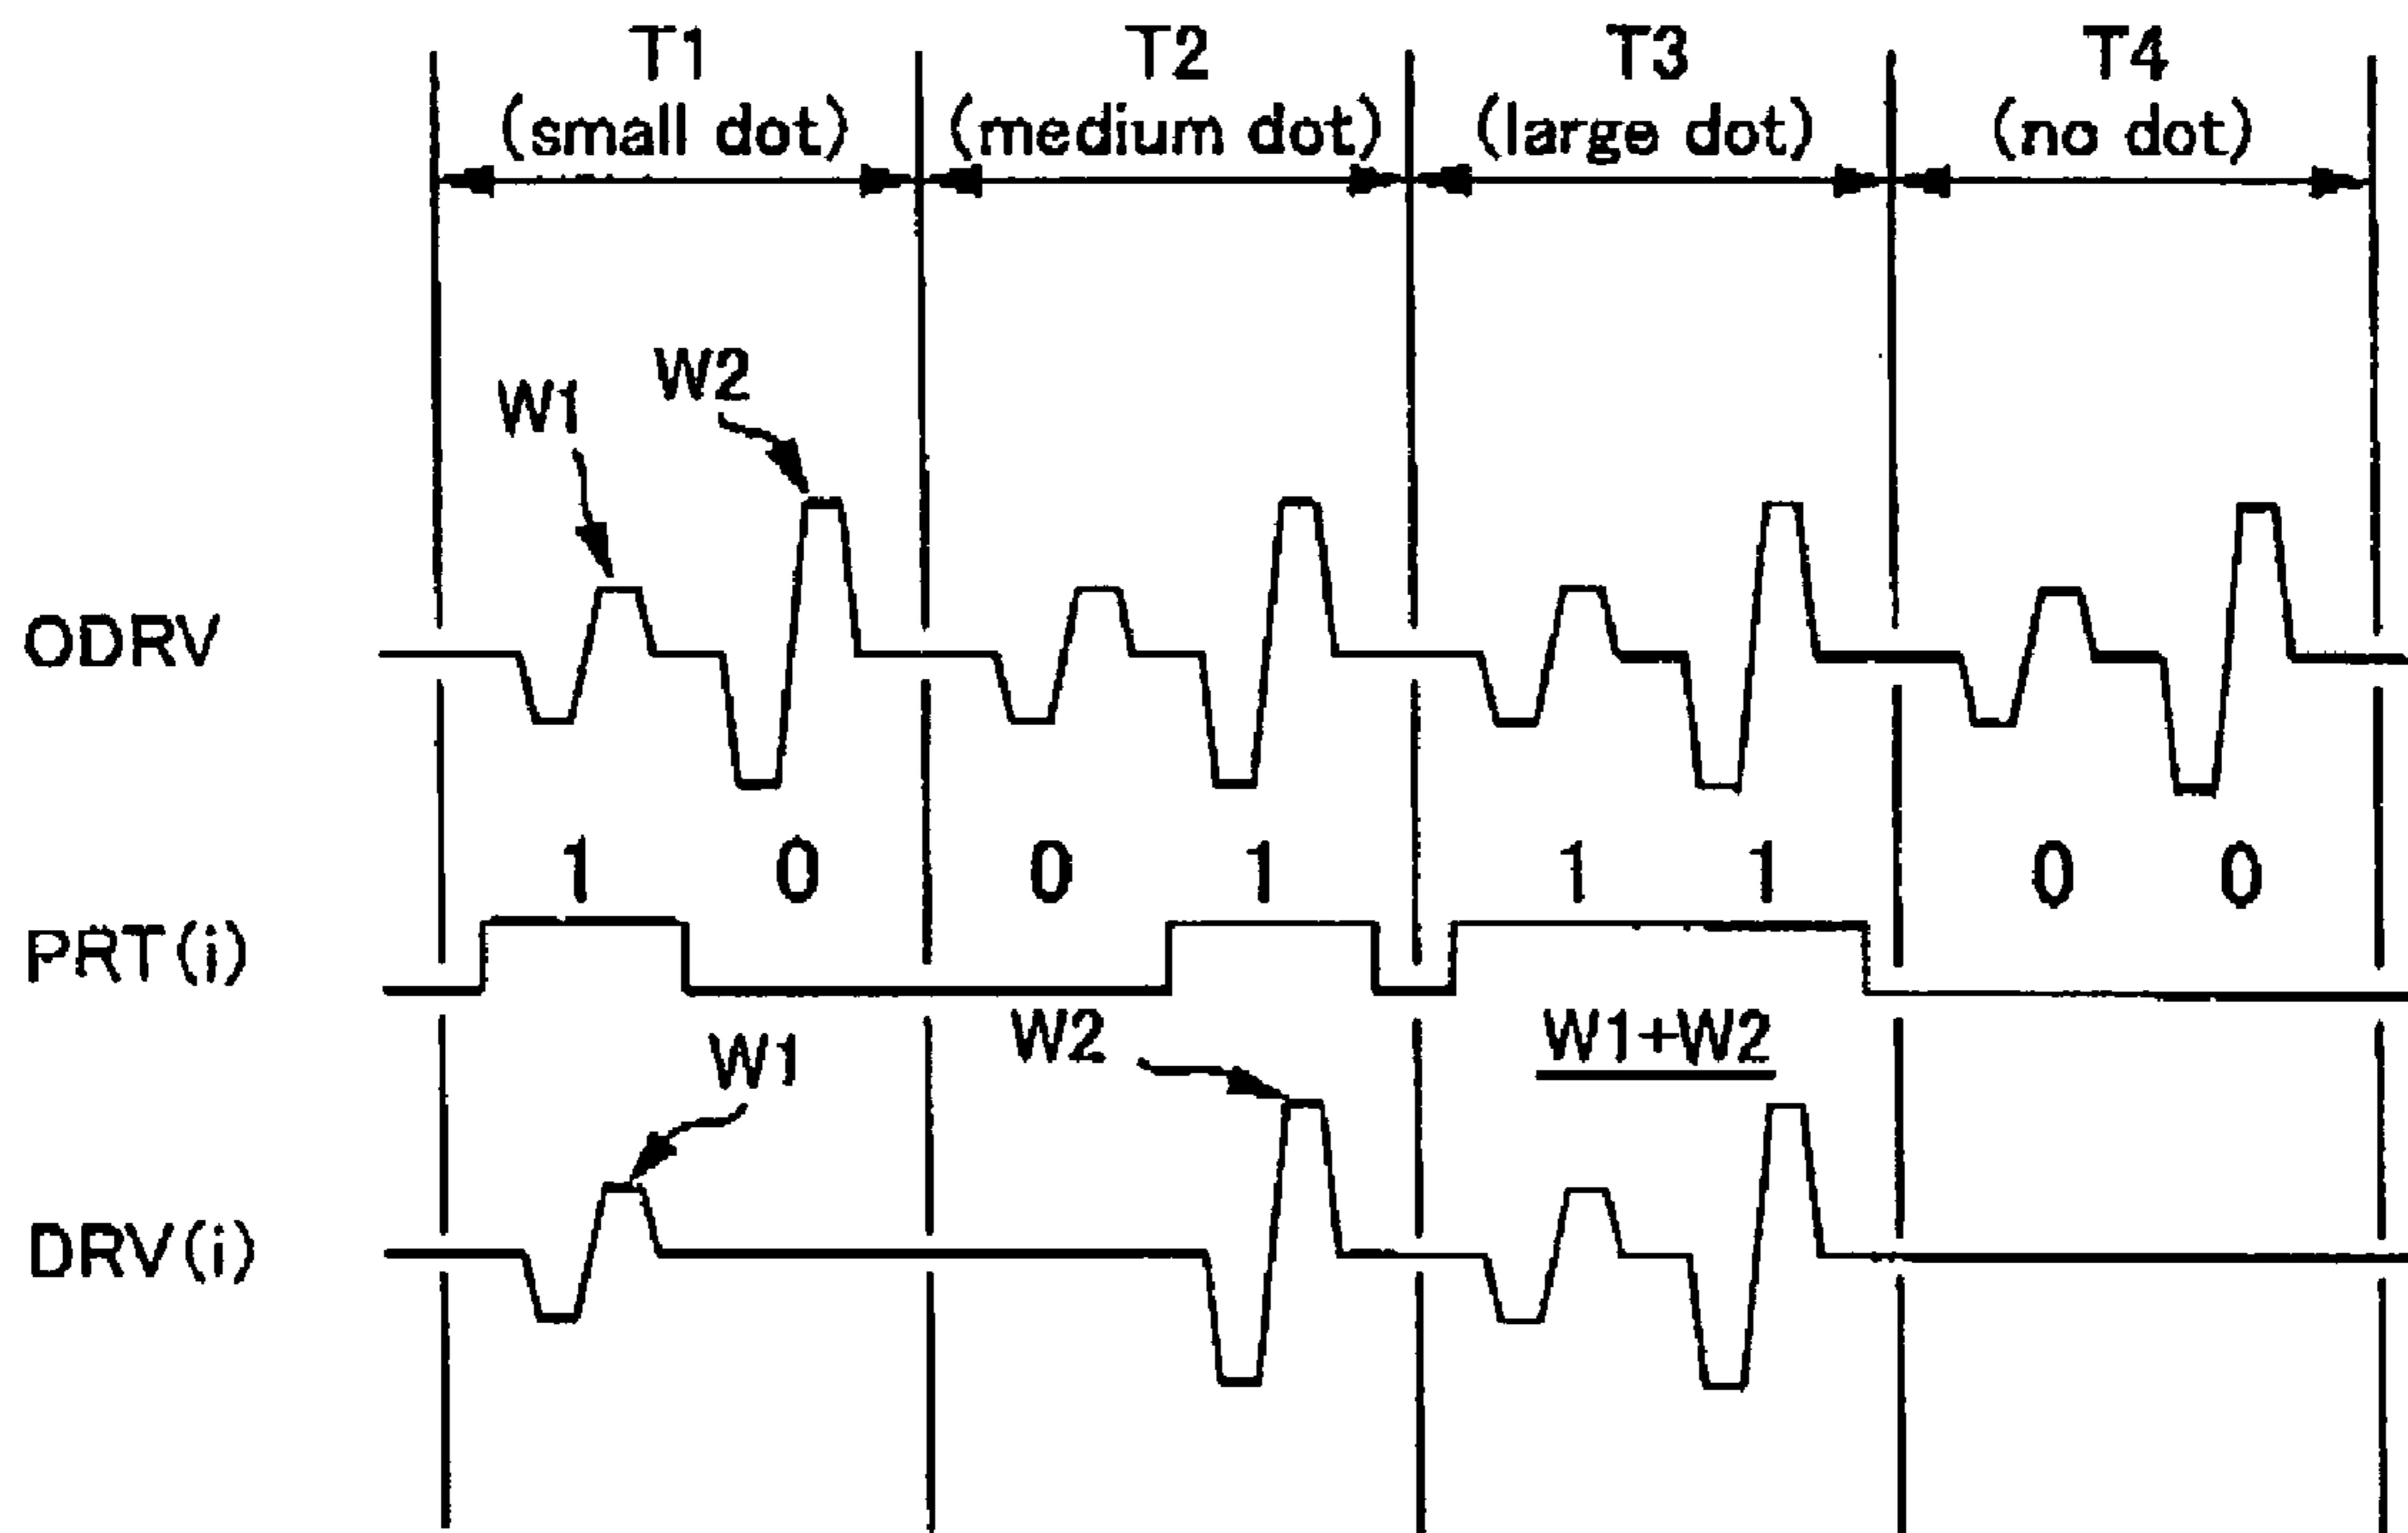 T1 T2 T3 T4
(small dot) (medium dot) (large dot) (no dot)
W1 W2
ODRV
1 0 0 1 1 1 0 0
PRT(i)
W1 W2 W1+W2
DRV(i)